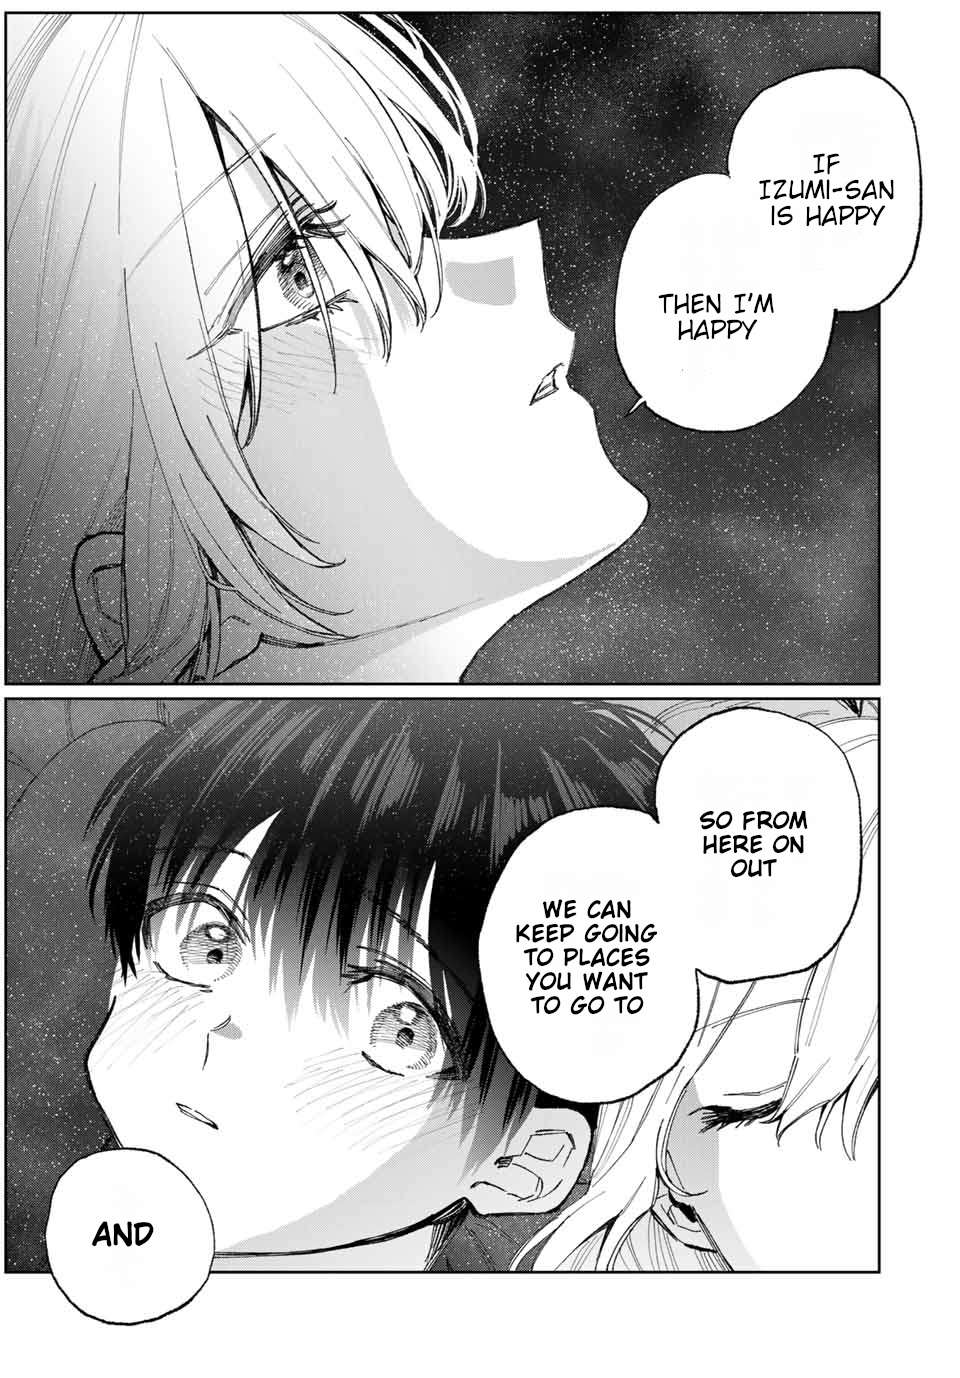 IF
IZUMI-SAN
IS HAPPY
THEN I'M
HAPPY
SO FROM
HERE ON
OUT
WE CAN
KEEP GOING
TO PLACES
YOU WANT
TO GO TO
AND